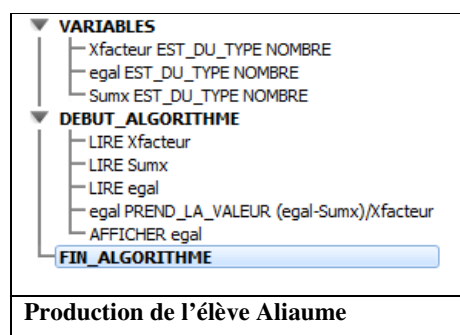 VARIABLES
Xfacteur EST_DU_TYPE NOMBRE
egal EST_DU_TYPE NOMBRE
Sumx EST_DU_TYPE NOMBRE
DEBUT_ALGORITHME
LIRE Xfacteur
LIRE Sumx
LIRE egal
egal PREND_LA_VALEUR (egal-Sumx)/Xfacteur
AFFICHER egal
FIN_ALGORITHME
Production de l'élève Aliaume